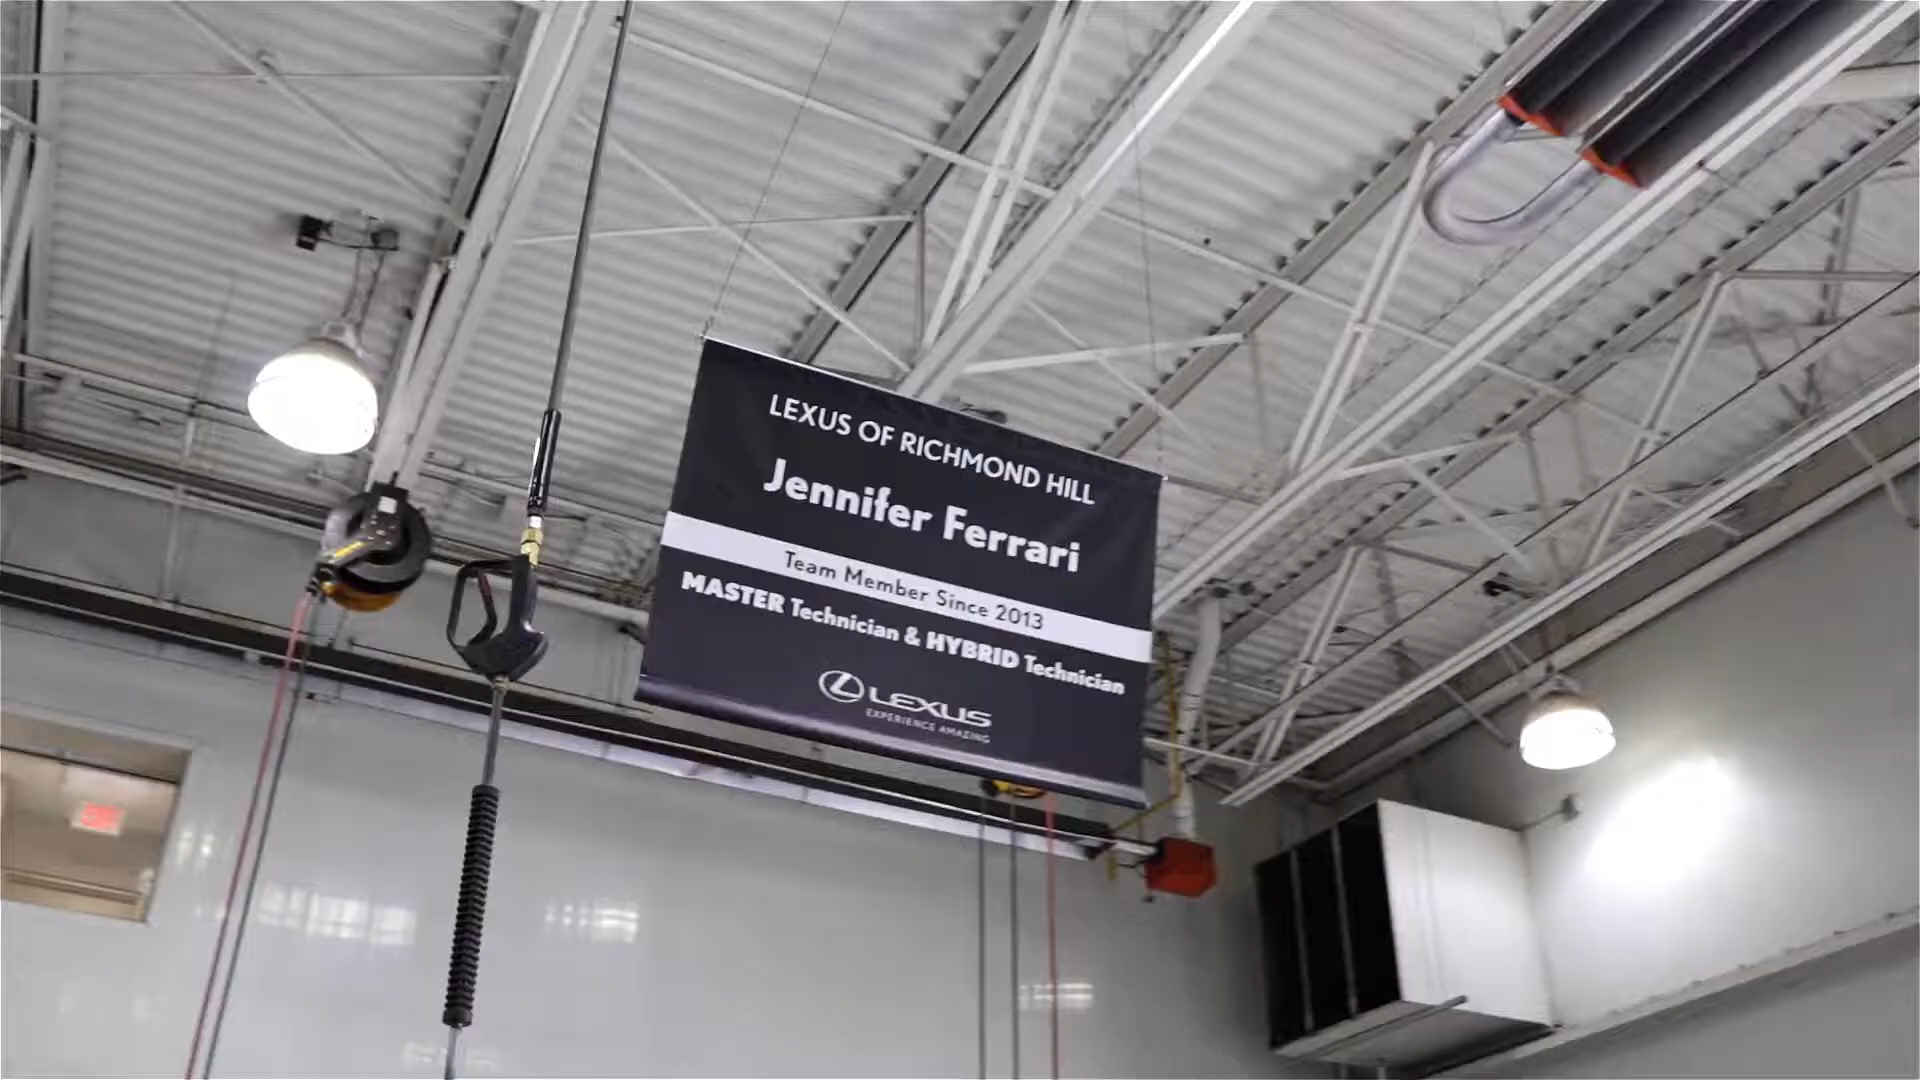 LEXUS OF RICHMOND HILL
Jennifer Ferrari
Team Member Since 2013
MASTER Technician & HYBRID Technician
LEXUS
EXPERIENCE AMAZING